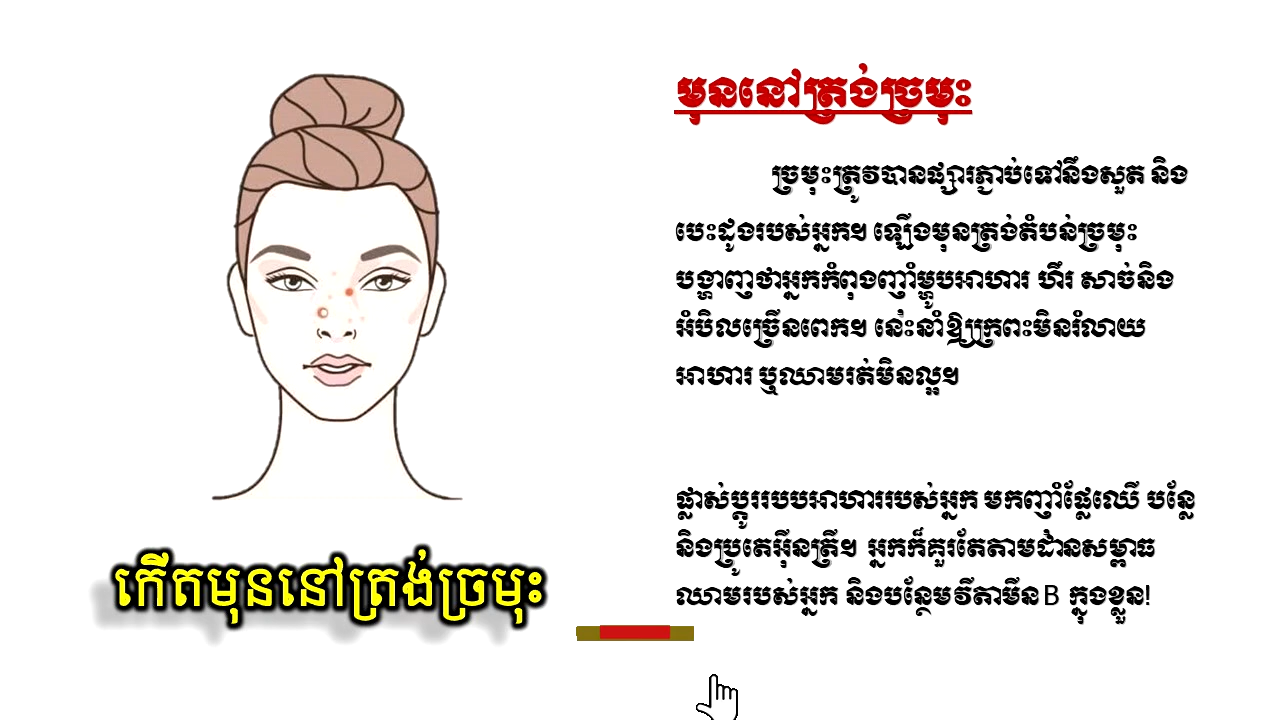 មុននៅត្រង់ច្រមុះ
ច្រមុះត្រូវបានផ្សារភ្ជាប់ទៅនឹងសួត និង
បេះដូងរបស់អ្នក។ ឡើងមុនត្រង់តំបន់ច្រមុះ
បង្ហាញថាអ្នកកំពុងញ៉ាំម្ហូបអាហារ ហឹរ សាច់និង
អំបិលច្រើនពេក។ នេះនាំឱ្យក្រពះមិនរំលាយ
អាហារ ឬឈាមរត់មិនល្អ។
ផ្លាស់ប្ដូររបបអាហាររបស់អ្នក មកញ៉ាំផ្លែឈើ បន្លែ
និងប្រូតេអ៊ីនត្រី។ អ្នកក៏គួរតែតាមដានសម្ពាធ
ឈាមរបស់អ្នក និងបន្ថែមវីតាមីន B ក្នុងខ្លួន!
កើតមុននៅត្រង់ច្រមុះ